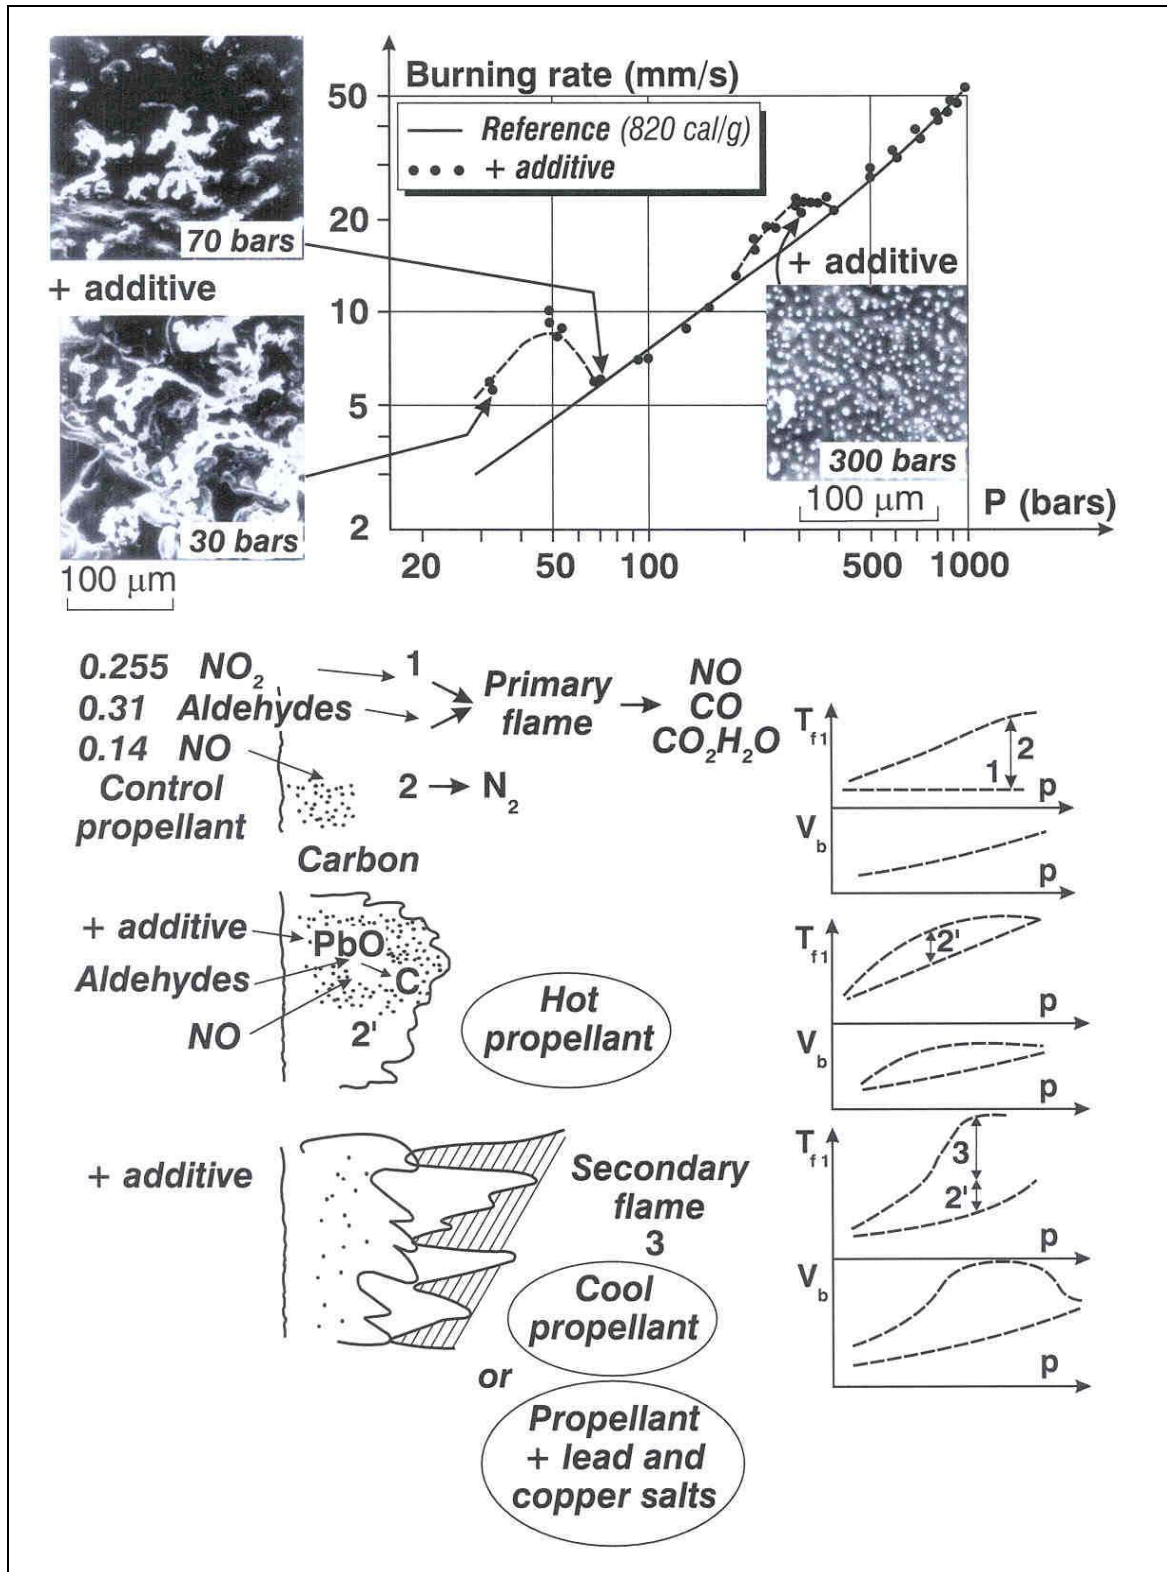 Burning rate (mm/s)
Reference (820 cal/g)
+ additive
50
20
10
5
2
70 bars
+ additive
30 bars
100 μm
+ additive
300 bars
100 μm
P (bars)
20
50
100
500
1000
0.255 NO2
0.31 Aldehydes
0.14 NO
Control
propellant
1
Primary
flame
NO
CO
CO2H2O
2
N2
Carbon
Tf1
1
2
p
Vb
p
+ additive
Aldehydes
NO
PbO
C
2'
Hot
propellant
Tf1
2'
p
Vb
p
+ additive
Secondary
flame
3
Cool
propellant
or
Propellant
+ lead and
copper salts
Tf1
3
2'
p
Vb
p